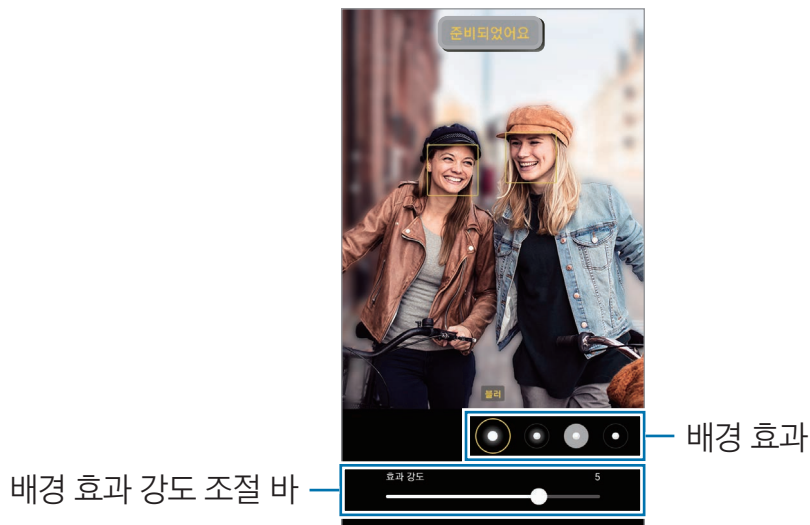 준비되었어요
블러
배경 효과
효과 강도 5
배경 효과 강도 조절 바